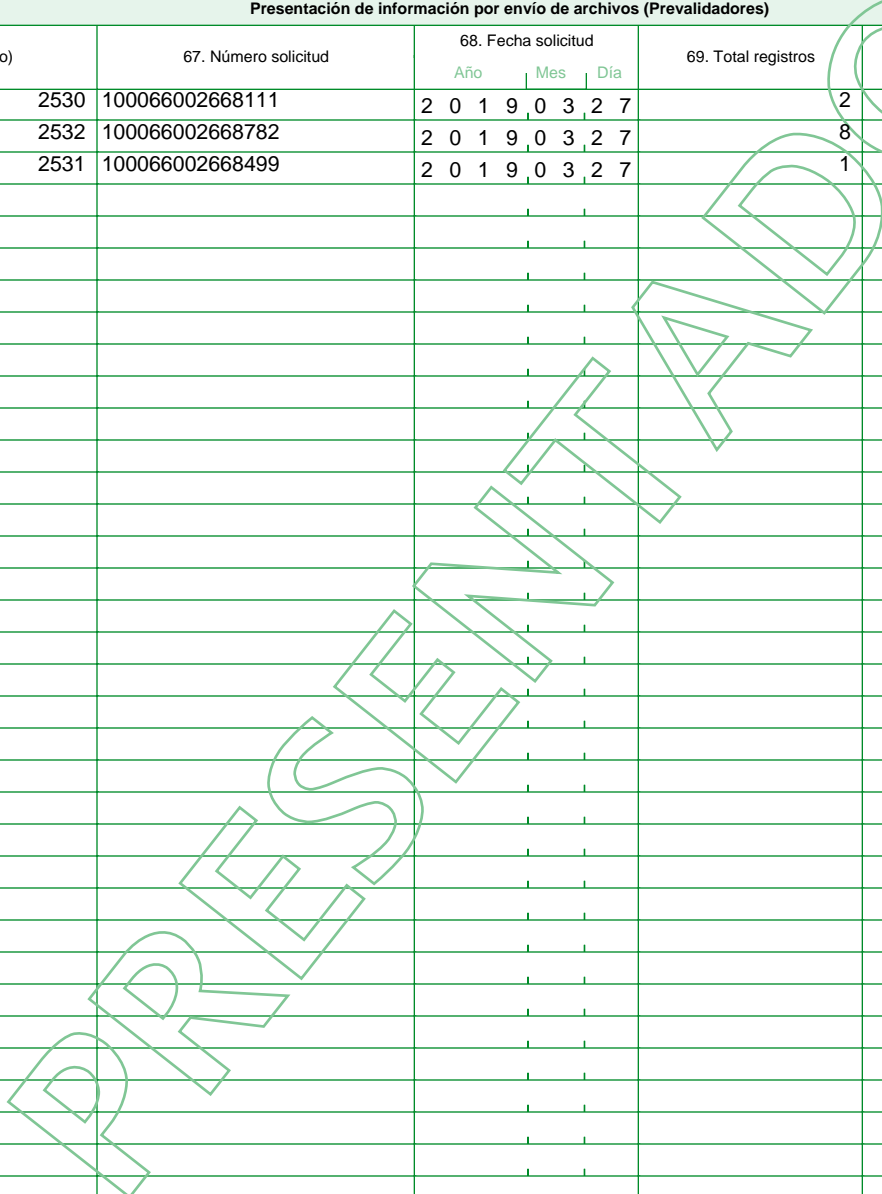 Presentación de información por envío de archivos (Prevalidadores)
o) 67. Número solicitud 68. Fecha solicitud 69. Total registros
Año Mes Día
2530 100066002668111 2 0 1 9 0 3 2 7 2
2532 100066002668782 2 0 1 9 0 3 2 7 8
2531 100066002668499 2 0 1 9 0 3 2 7 1
PRESENTADO